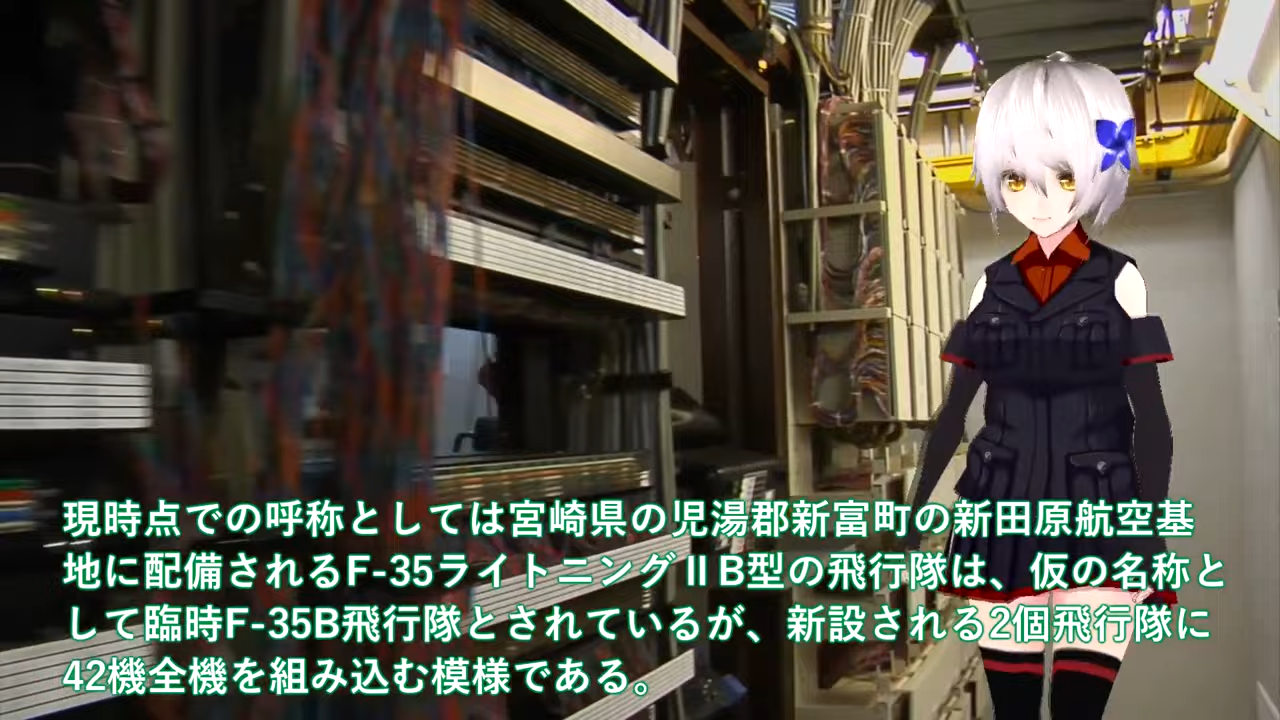 現時点での呼称としては宮崎県の児湯郡新富町の新田原航空基
地に配備されるF-35ライトニングⅡB型の飛行隊は、仮の名称と
して臨時F-35B飛行隊とされているが、新設される2個飛行隊に
42機全機を組み込む模様である。